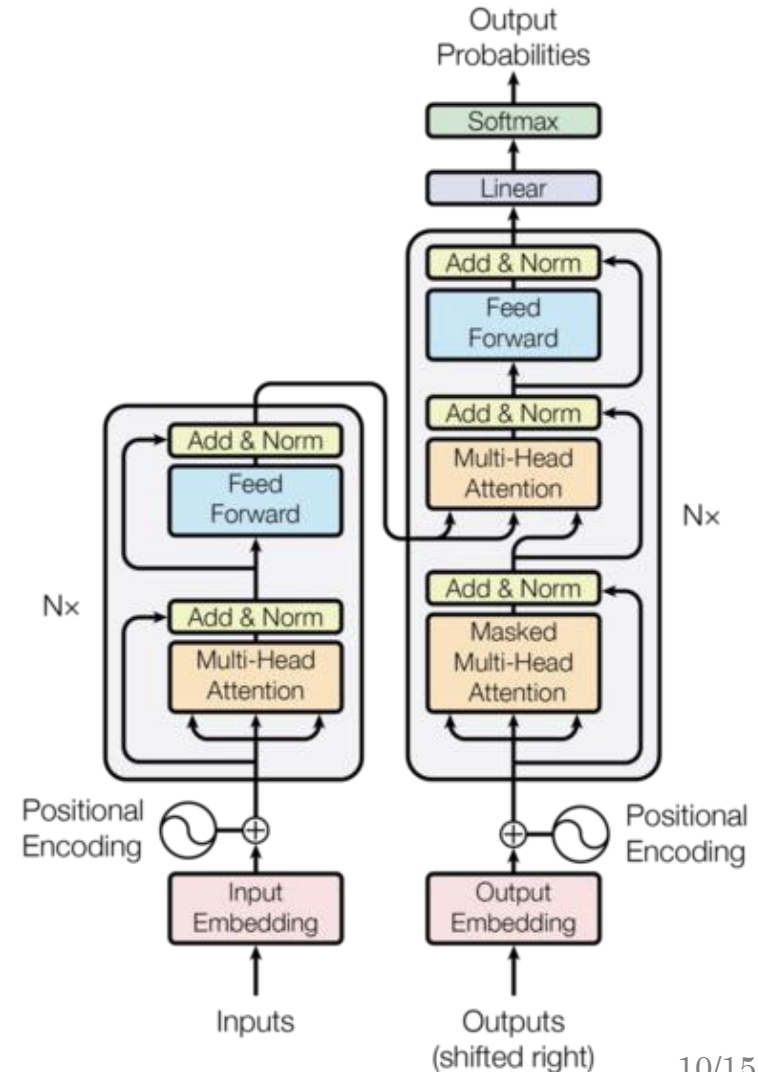 Output
Probabilities
Softmax
Linear
Add & Norm
Feed
Forward
Add & Norm
Multi-Head
Attention
Add & Norm
Masked
Multi-Head
Attention
Nx
Add & Norm
Feed
Forward
Add & Norm
Multi-Head
Attention
Nx
Positional
Encoding
Positional
Encoding
Input
Embedding
Output
Embedding
Inputs
Outputs
(shifted right)
10/15